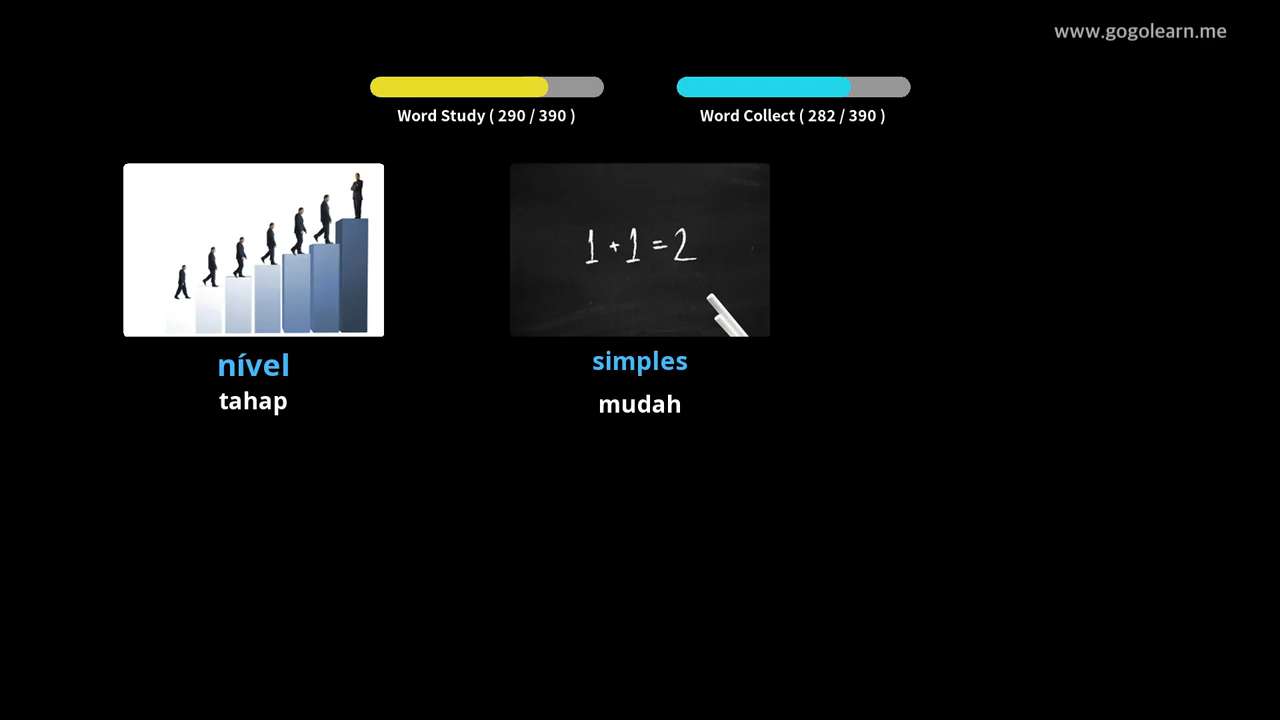 www.gogolearn.me
Word Study ( 290 / 390 )
Word Collect ( 282 / 390 )
1 + 1 = 2
nível
tahap
simples
mudah